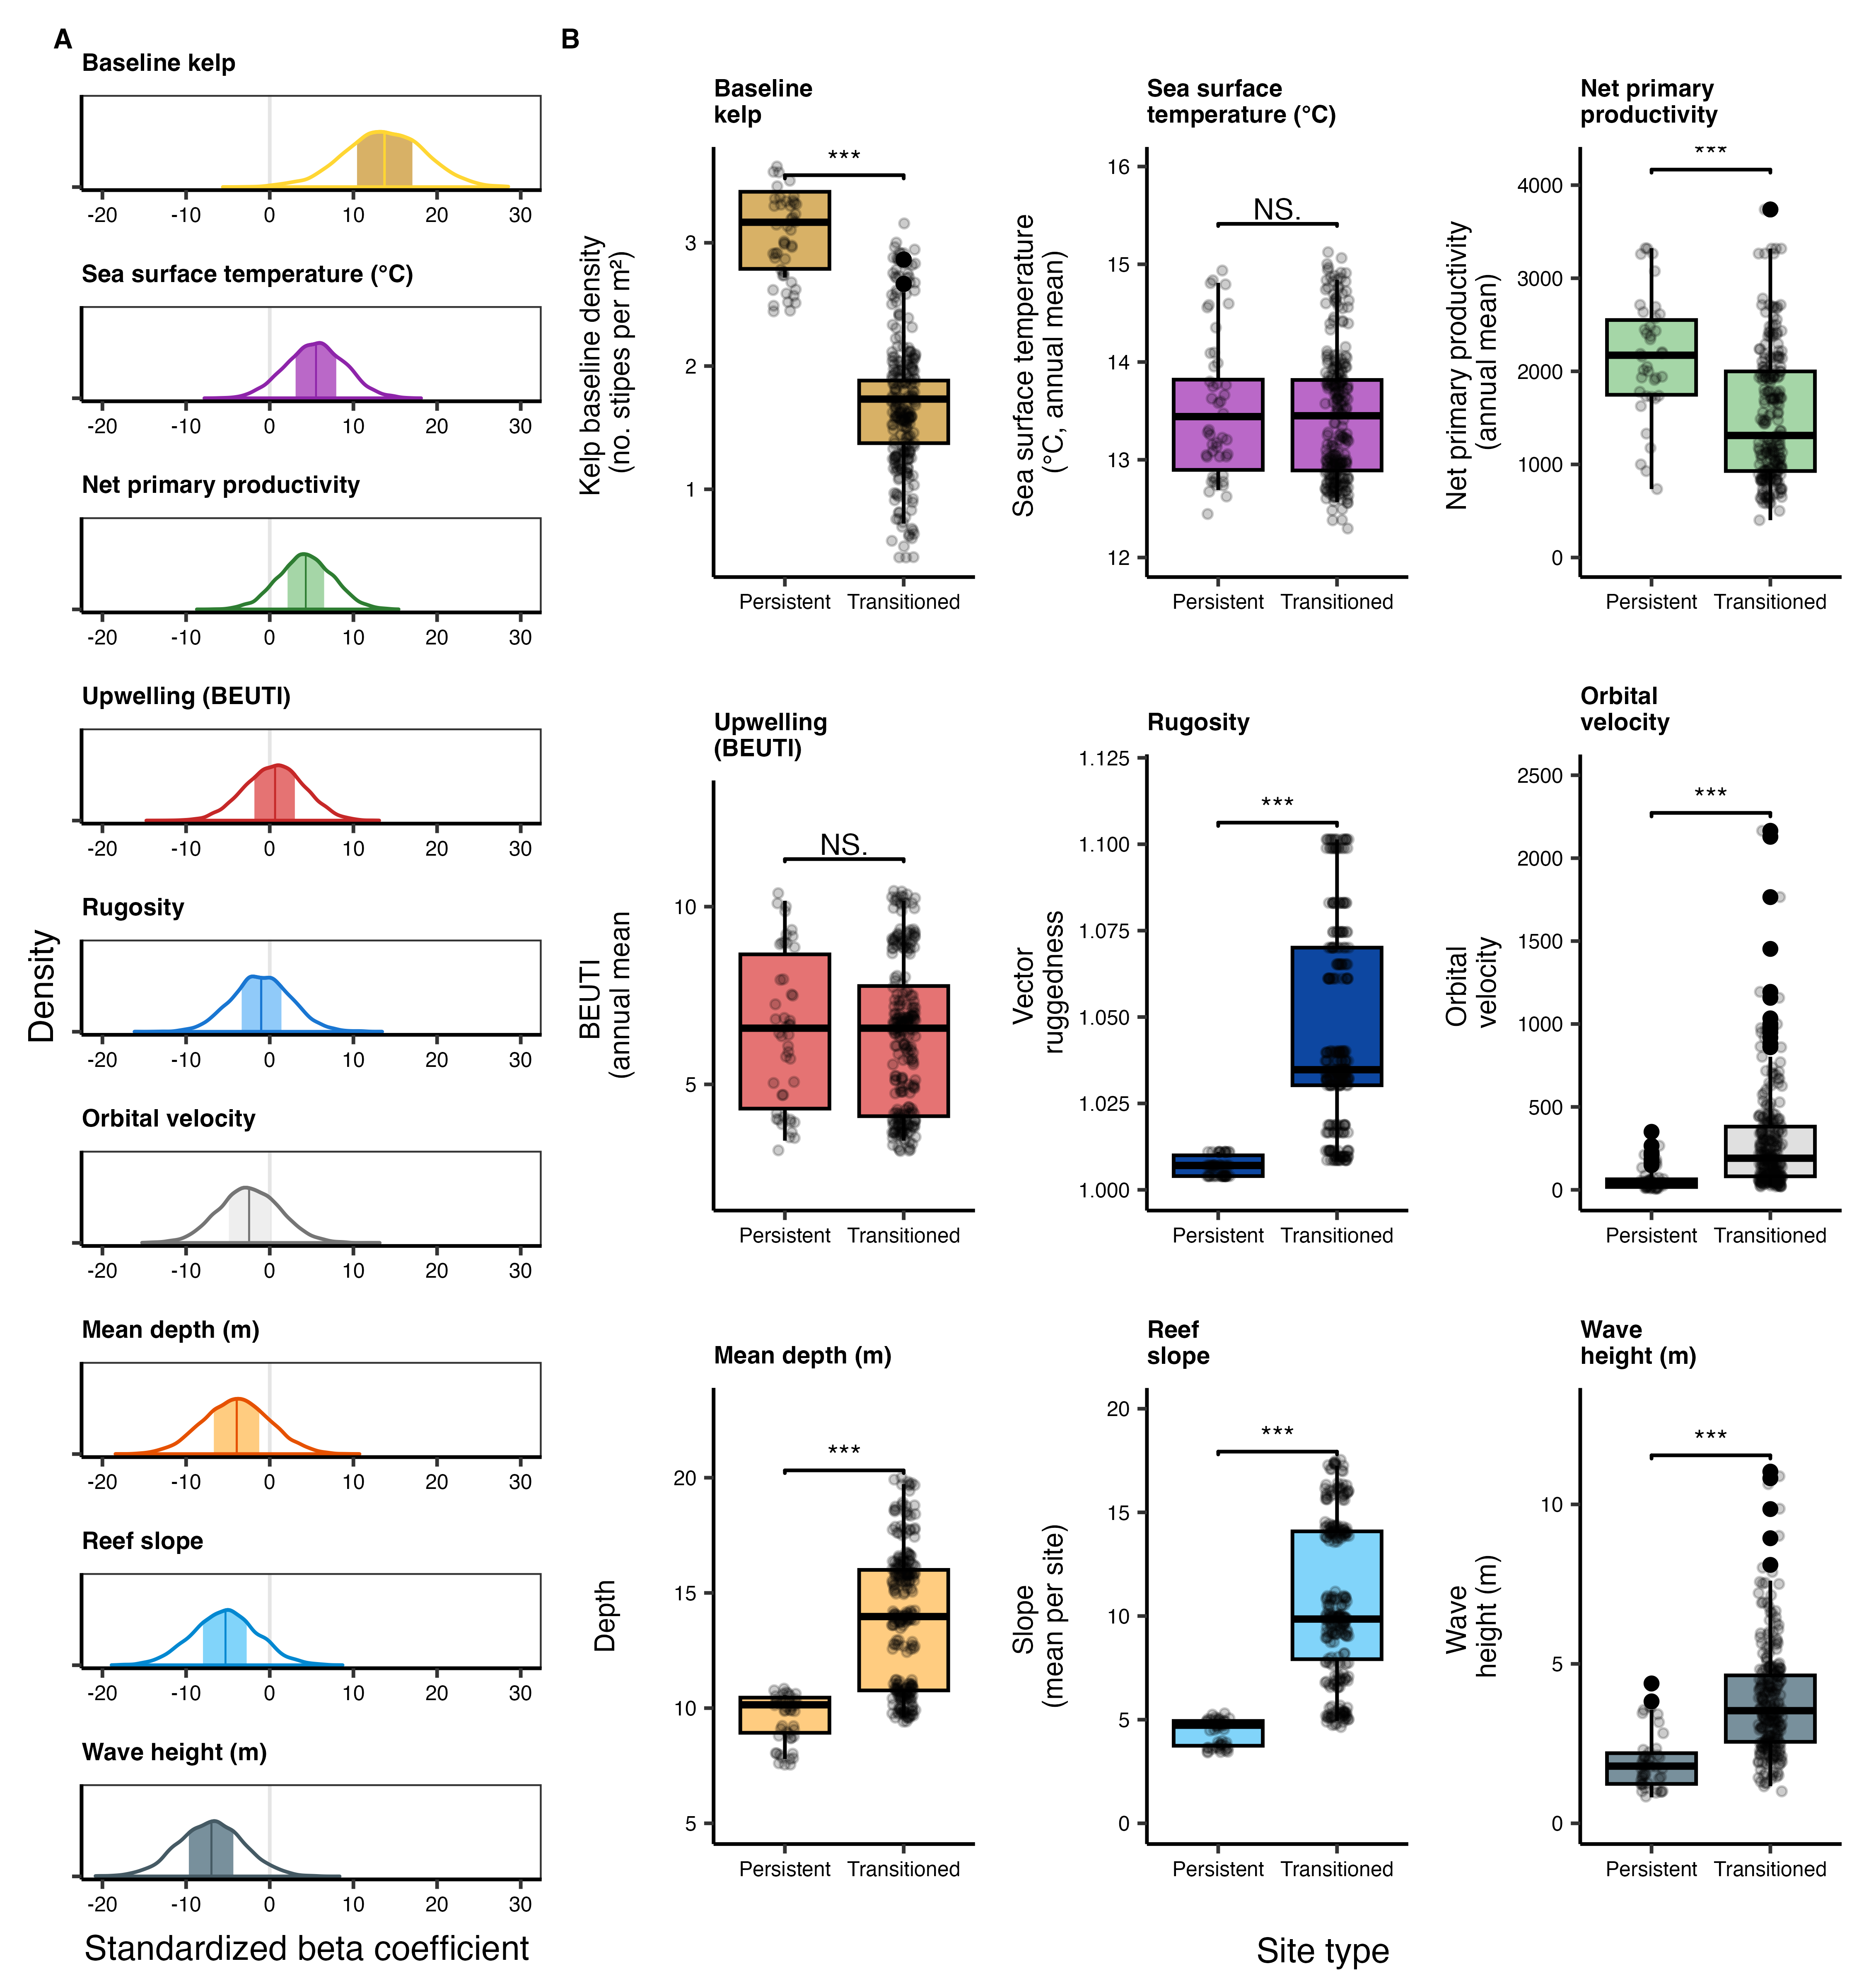 A
Baseline kelp
-20 -10 0 10 20 30
Sea surface temperature (°C)
-20 -10 0 10 20 30
Net primary productivity
-20 -10 0 10 20 30
Upwelling (BEUTI)
-20 -10 0 10 20 30
Rugosity
-20 -10 0 10 20 30
Orbital velocity
-20 -10 0 10 20 30
Mean depth (m)
-20 -10 0 10 20 30
Reef slope
-20 -10 0 10 20 30
Wave height (m)
-20 -10 0 10 20 30
Density
Standardized beta coefficient
B
Baseline
kelp
Kelp baseline density
(no. stipes per m²)
3
2
1
***
Persistent Transitioned
Sea surface
temperature (°C)
Sea surface temperature
(°C, annual mean)
16
15
14
13
12
NS.
Persistent Transitioned
Net primary
productivity
Net primary productivity
(annual mean)
4000
3000
2000
1000
0
***
Persistent Transitioned
Upwelling
(BEUTI)
BEUTI
(annual mean
10
5
NS.
Persistent Transitioned
Rugosity
Vector
ruggedness
1.125
1.100
1.075
1.050
1.025
1.000
***
Persistent Transitioned
Orbital
velocity
Orbital
velocity
2500
2000
1500
1000
500
0
***
Persistent Transitioned
Mean depth (m)
Depth
20
15
10
5
***
Persistent Transitioned
Reef
slope
Slope
(mean per site)
20
15
10
5
0
***
Persistent Transitioned
Wave
height (m)
Wave
height (m)
10
5
0
***
Persistent Transitioned
Site type